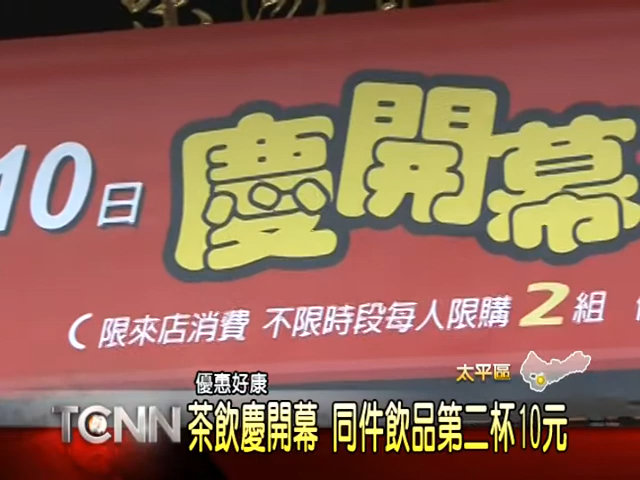 10日 慶開幕
(限來店消費 不限時段每人限購2組
太平區
優惠好康
TCNN
茶飲慶開幕 同件飲品第二杯10元